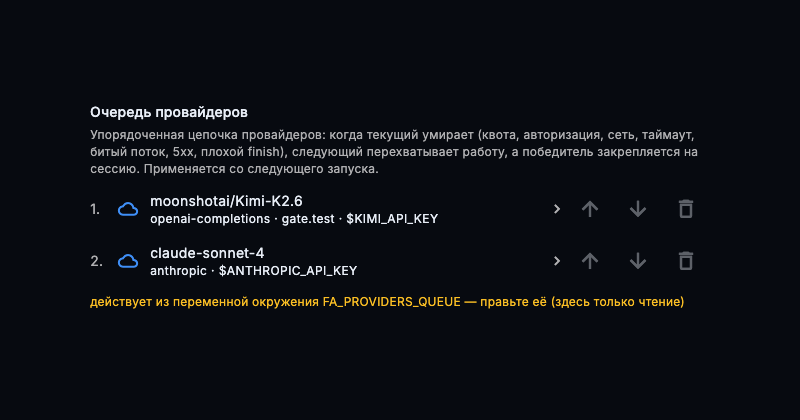 Очередь провайдеров
Упорядоченная цепочка провайдеров: когда текущий умирает (квота, авторизация, сеть, таймаут,
битый поток, 5xx, плохой finish), следующий перехватывает работу, а победитель закрепляется на
сессию. Применяется со следующего запуска.
1. moonshotai/Kimi-K2.6
openai-completions · gate.test · $KIMI_API_KEY
2. claude-sonnet-4
anthropic · $ANTHROPIC_API_KEY
действует из переменной окружения FA_PROVIDERS_QUEUE — правьте её (здесь только чтение)